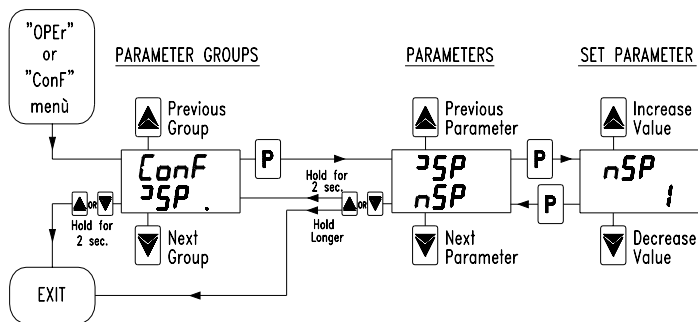 "OPEr"
or
"ConF"
menù
PARAMETER GROUPS
PARAMETERS
SET PARAMETER
Previous
Group
Previous
Parameter
Increase
Value
P
P
P
ConF
ᴝSP .
ᴝSP
nSP
nSP
1
Hold for
2 sec.
OR
OR
Hold for
2 sec.
Hold
Longer
Next
Group
Next
Parameter
Decrease
Value
EXIT